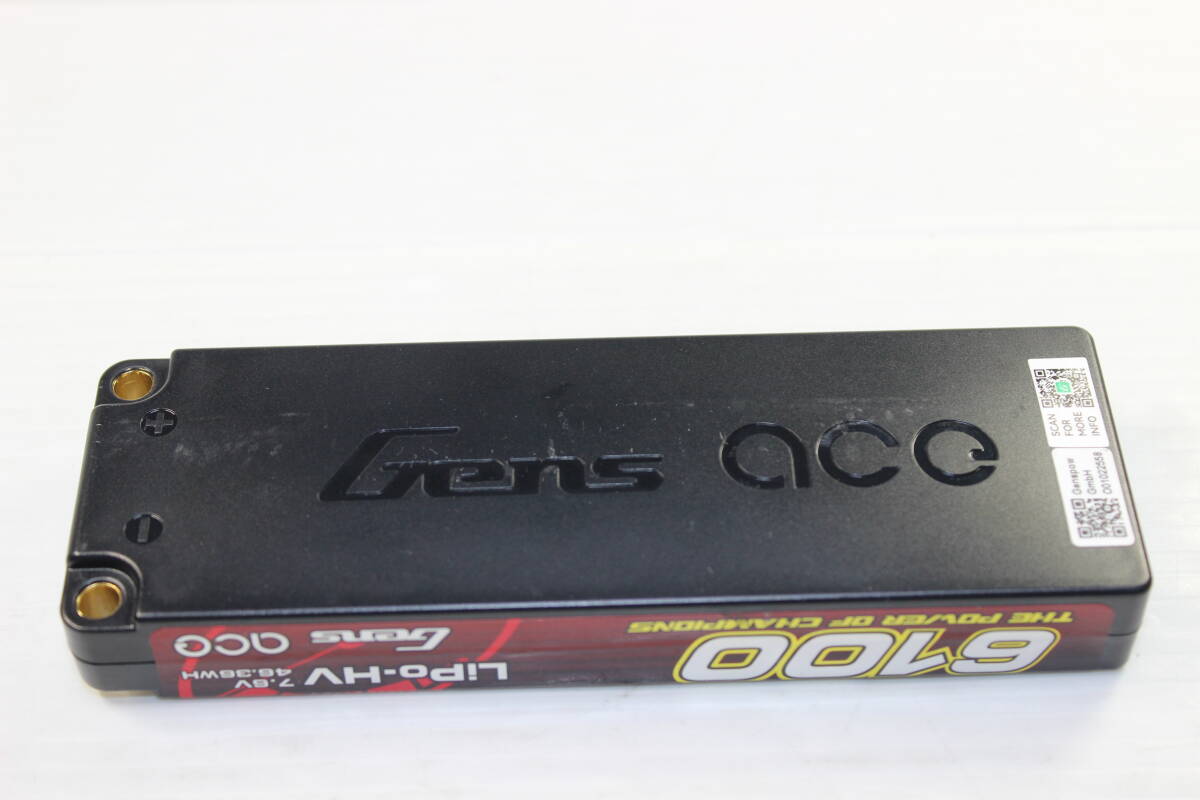 Gens ace
+
-
SCAN
FOR
MORE
INFO
Genspow
GmbH
O01022558
6100
THE POWER OF CHAMPIONS
LiPo-HV
7.6V
46.36WH
Gens ace